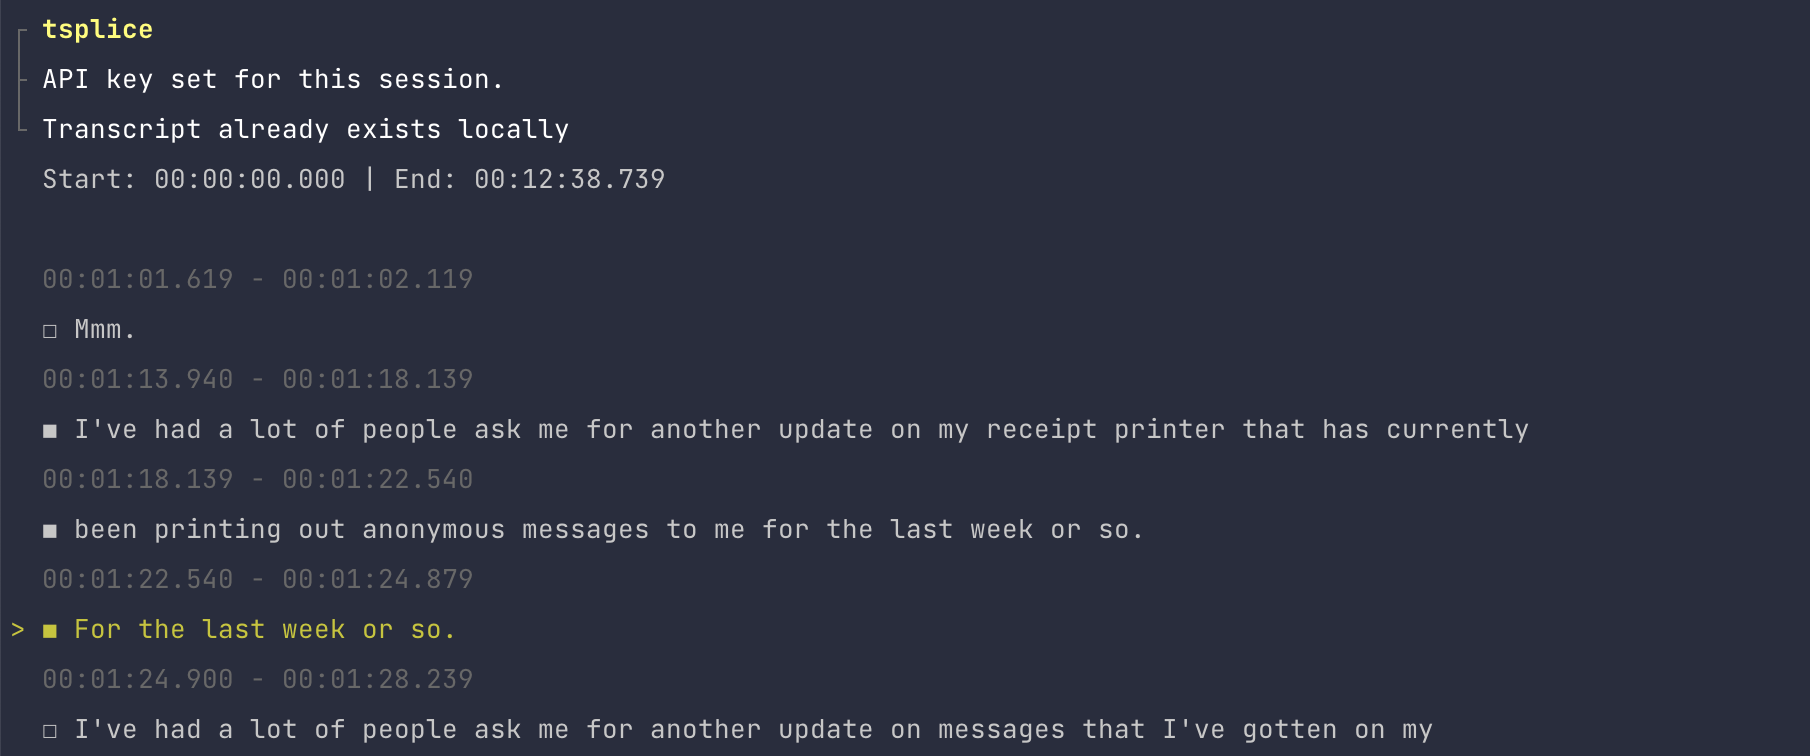 tsplice
API key set for this session.
Transcript already exists locally
Start: 00:00:00.000 | End: 00:12:38.739
00:01:01.619 - 00:01:02.119
☐ Mmm.
00:01:13.940 - 00:01:18.139
■ I've had a lot of people ask me for another update on my receipt printer that has currently
00:01:18.139 - 00:01:22.540
■ been printing out anonymous messages to me for the last week or so.
00:01:22.540 - 00:01:24.879
> ■ For the last week or so.
00:01:24.900 - 00:01:28.239
☐ I've had a lot of people ask me for another update on messages that I've gotten on my